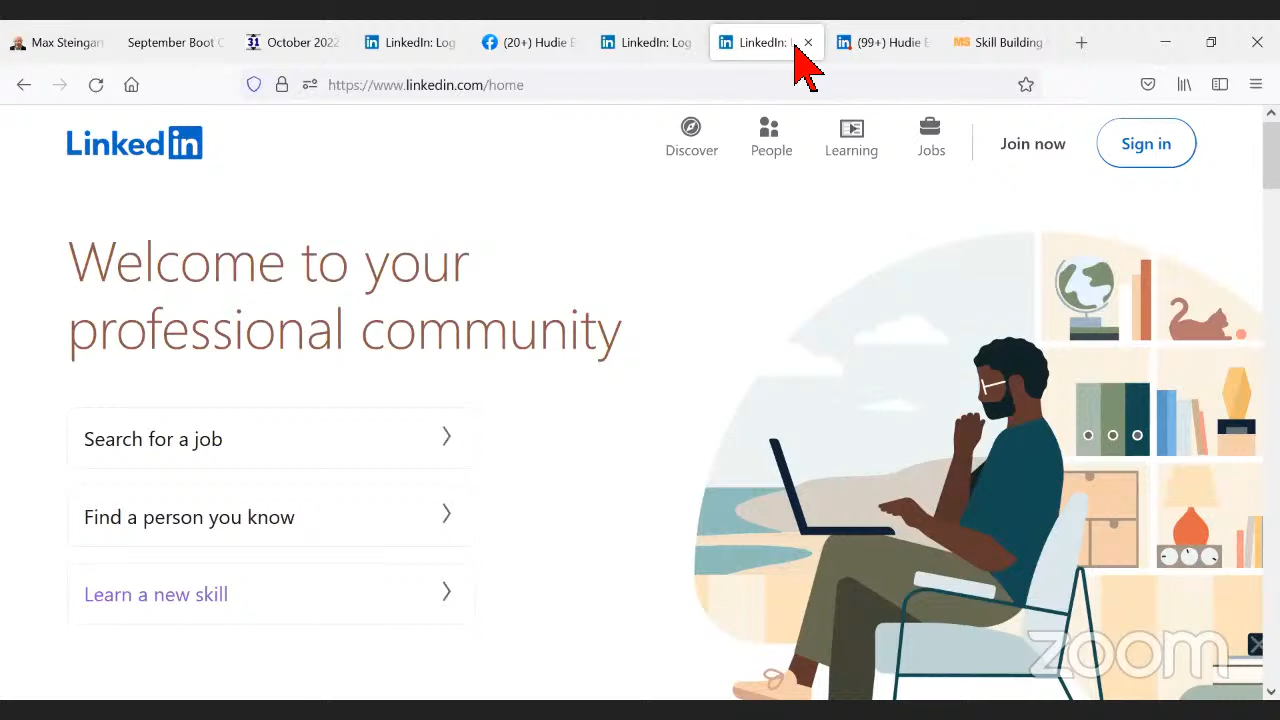 Max Steingar
September Boot C
31
October 2022
LinkedIn: Log
(20+) Hudie E
LinkedIn: Log
LinkedIn:
(99+) Hudie E
MS
Skill Building
https://www.linkedin.com/home
Linked in
Discover
People
Learning
Jobs
Join now
Sign in
Welcome to your
professional community
Search for a job
Find a person you know
Learn a new skill
zoom